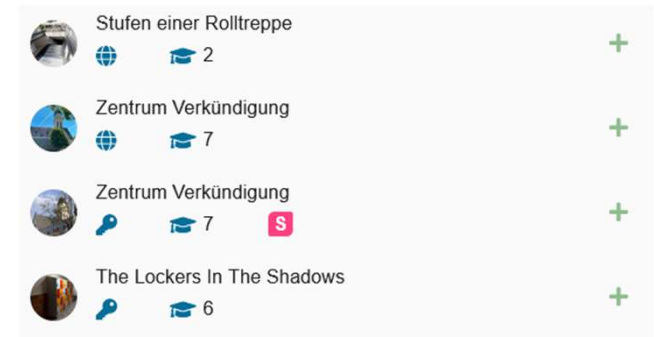 Stufen einer Rolltreppe
2
Zentrum Verkündigung
7
Zentrum Verkündigung
7 S
The Lockers In The Shadows
6